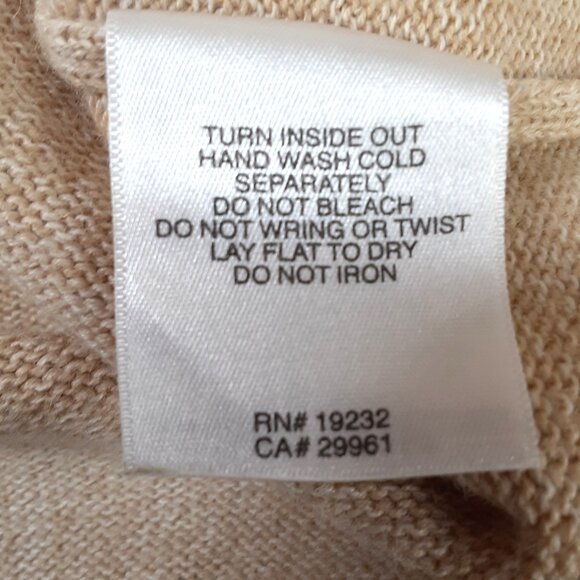 TURN INSIDE OUT
HAND WASH COLD
SEPARATELY
DO NOT BLEACH
DO NOT WRING OR TWIST
LAY FLAT TO DRY
DO NOT IRON
RN# 19232
CA# 29961